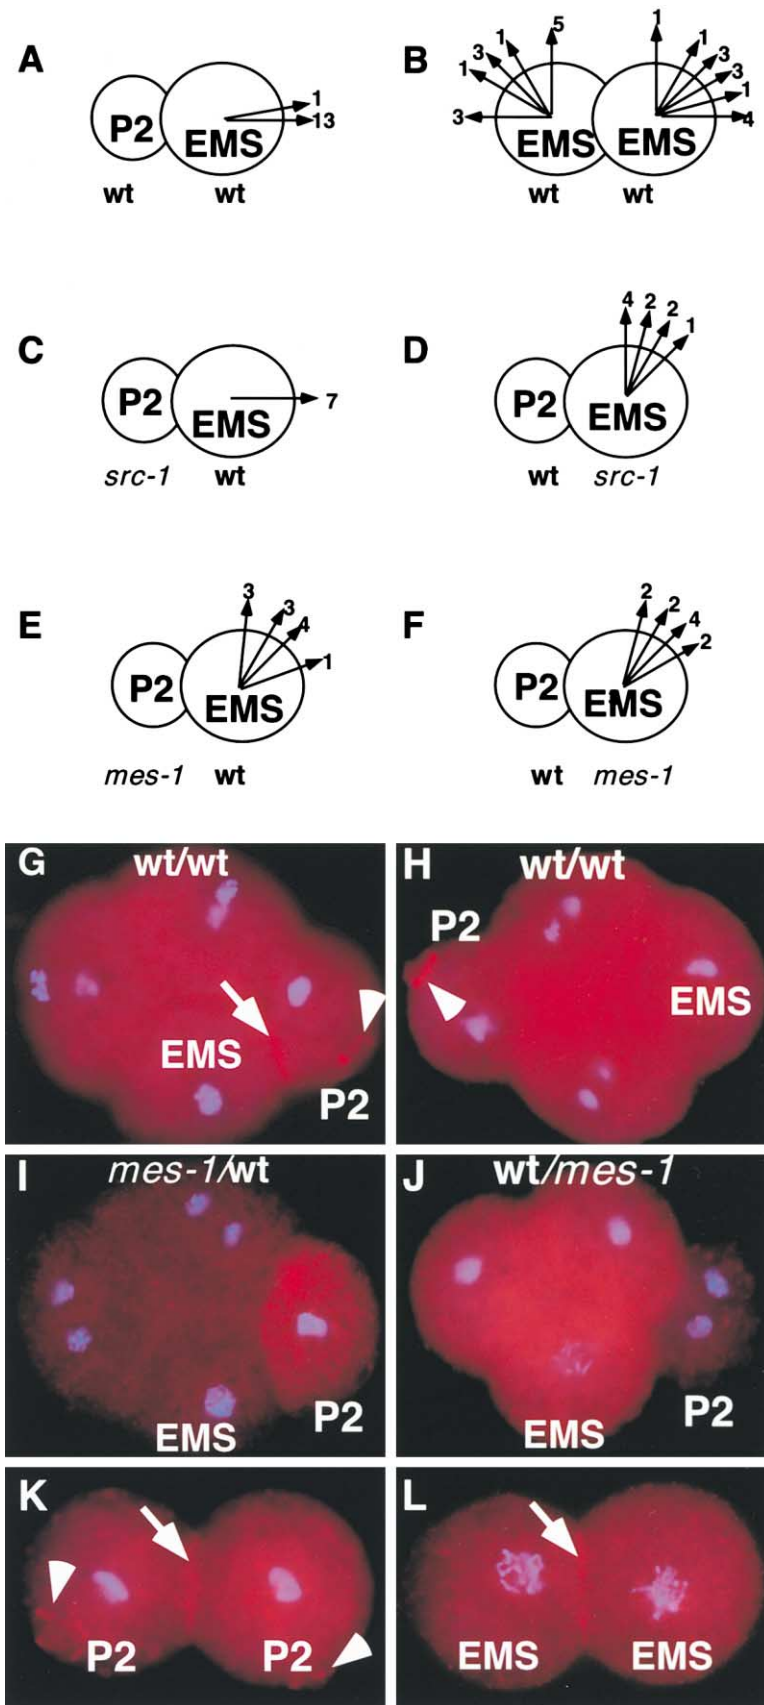 A
P2
EMS
1
13
wt
wt
B
3
1
3
1
5
1
1
3
3
1
4
EMS
EMS
wt
wt
C
P2
EMS
7
src-1
wt
D
4
2
2
1
P2
EMS
wt
src-1
E
3
3
4
1
P2
EMS
mes-1
wt
F
2
2
4
2
P2
EMS
wt
mes-1
G
wt/wt
EMS
P2
H
wt/wt
P2
EMS
I
mes-1/wt
EMS
P2
J
wt/mes-1
EMS
P2
K
P2
P2
L
EMS
EMS